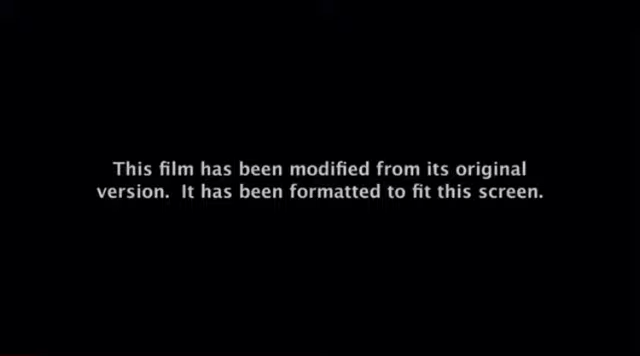 This film has been modified from its original
version.  It has been formatted to fit this screen.